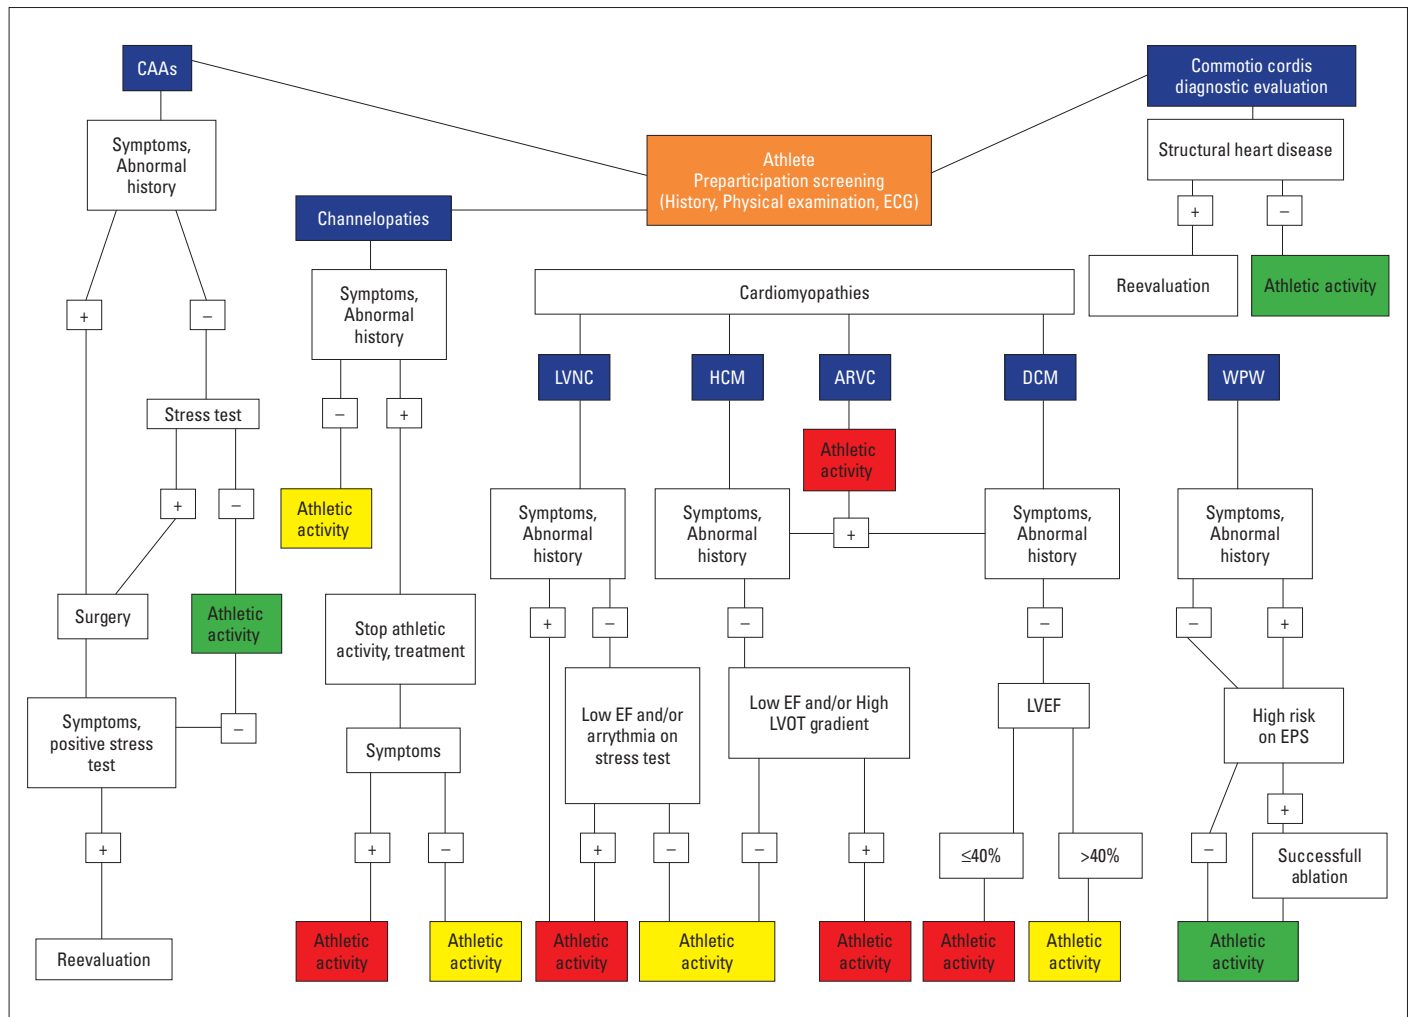 CAAs
Commotio cordis
diagnostic evaluation
Athlete
Preparticipation screening
(History, Physical examination, ECG)
Symptoms,
Abnormal
history
Structural heart disease
Channelopaties
+
–
Reevaluation
Athletic activity
Symptoms,
Abnormal
history
Cardiomyopathies
+
–
LVNC
HCM
ARVC
DCM
WPW
–
+
Stress test
Athletic
activity
+
–
Athletic
activity
Symptoms,
Abnormal
history
Symptoms,
Abnormal
history
+
Symptoms,
Abnormal
history
Symptoms,
Abnormal
history
Surgery
Athletic
activity
Stop athletic
activity, treatment
+
–
–
–
–
+
Symptoms,
positive stress
test
–
Symptoms
Low EF and/or
arrythmia on
stress test
Low EF and/or High
LVOT gradient
LVEF
High risk
on EPS
+
+
–
+
–
–
+
≤40%
>40%
–
+
Successfull
ablation
Reevaluation
Athletic
activity
Athletic
activity
Athletic
activity
Athletic
activity
Athletic
activity
Athletic
activity
Athletic
activity
Athletic
activity